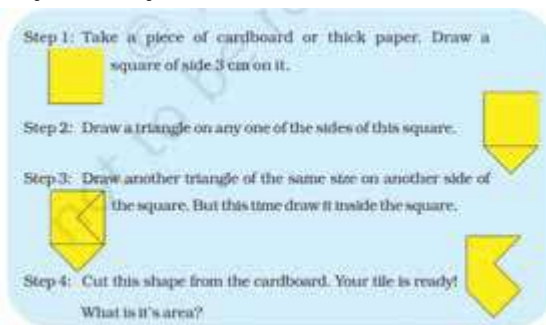 Step 1: Take a piece of cardboard or thick paper. Draw a
square of side 3 cm on it.
Step 2: Draw a triangle on any one of the sides of this square.
Step 3: Draw another triangle of the same size on another side of
the square. But this time draw it inside the square.
Step 4: Cut this shape from the cardboard. Your tile is ready!
What is it's area?